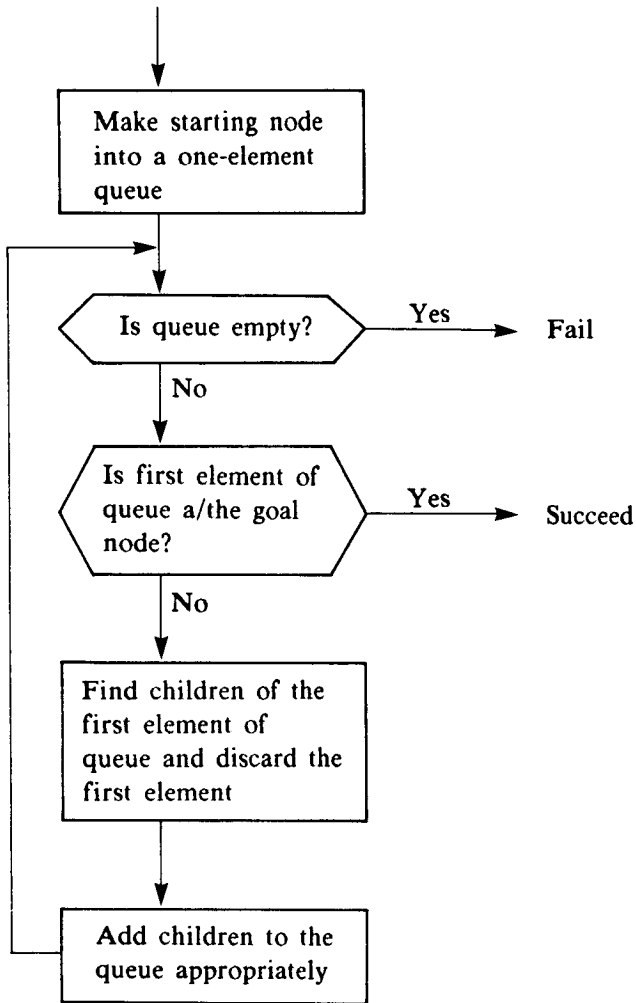 Make starting node
into a one-element
queue
Is queue empty?
Yes
Fail
No
Is first element of
queue a/the goal
node?
Yes
Succeed
No
Find children of the
first element of
queue and discard the
first element
Add children to the
queue appropriately